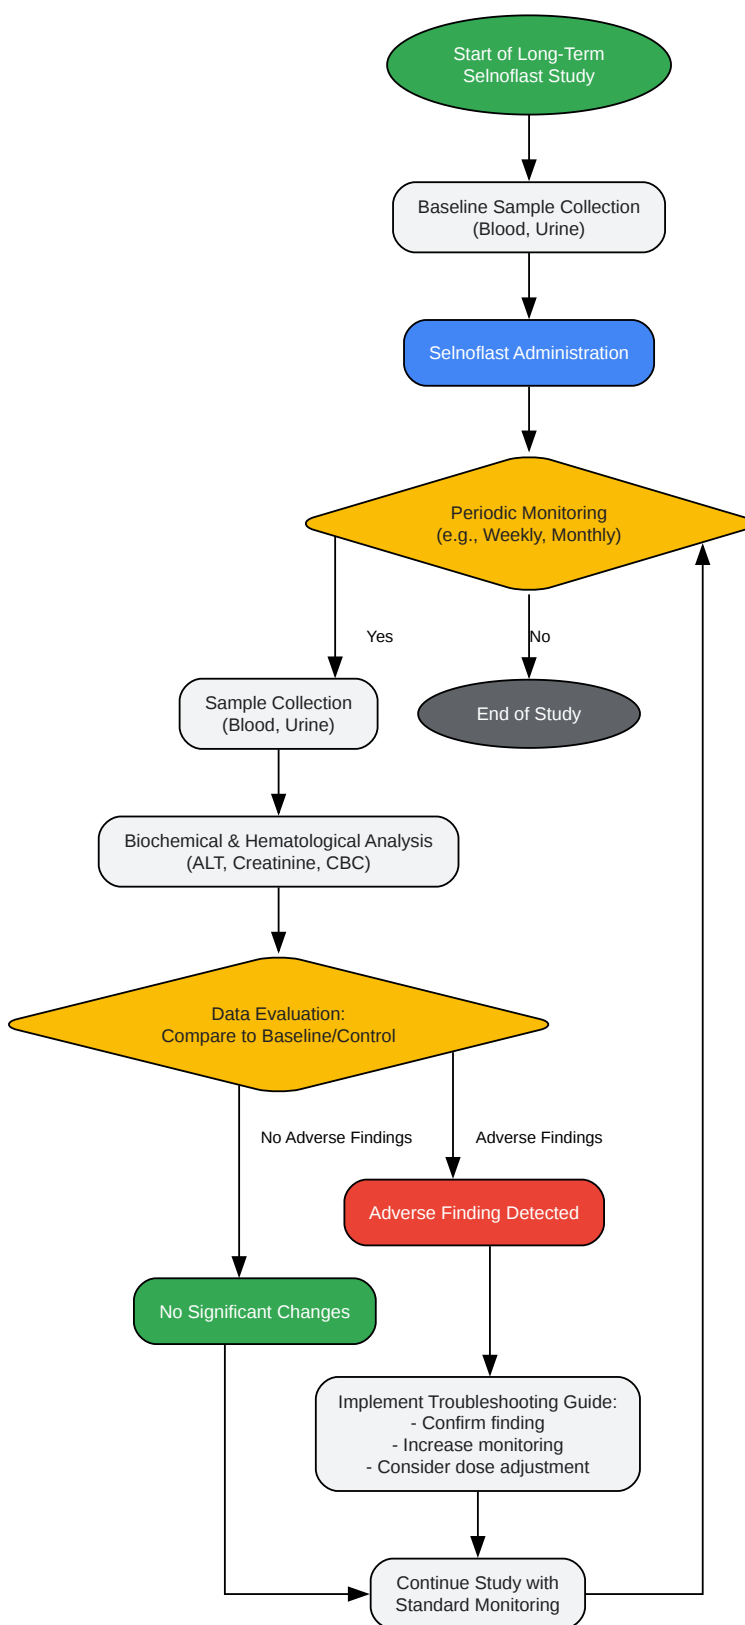 Start of Long-Term
Selnoflast Study
Baseline Sample Collection
(Blood, Urine)
Selnoflast Administration
Periodic Monitoring
(e.g., Weekly, Monthly)
Yes
No
Sample Collection
(Blood, Urine)
End of Study
Biochemical & Hematological Analysis
(ALT, Creatinine, CBC)
Data Evaluation:
Compare to Baseline/Control
No Adverse Findings
Adverse Findings
Adverse Finding Detected
No Significant Changes
Implement Troubleshooting Guide:
- Confirm finding
- Increase monitoring
- Consider dose adjustment
Continue Study with
Standard Monitoring